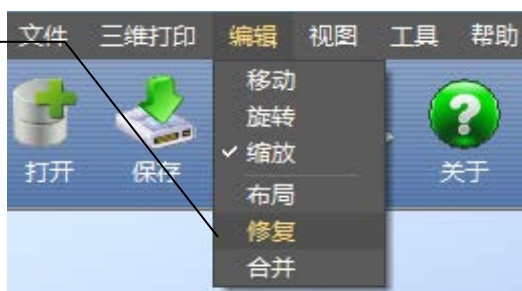 文件 三维打印 编辑 视图 工具 帮助
移动
旋转
缩放
布局
修复
合并
打开 保存 关于